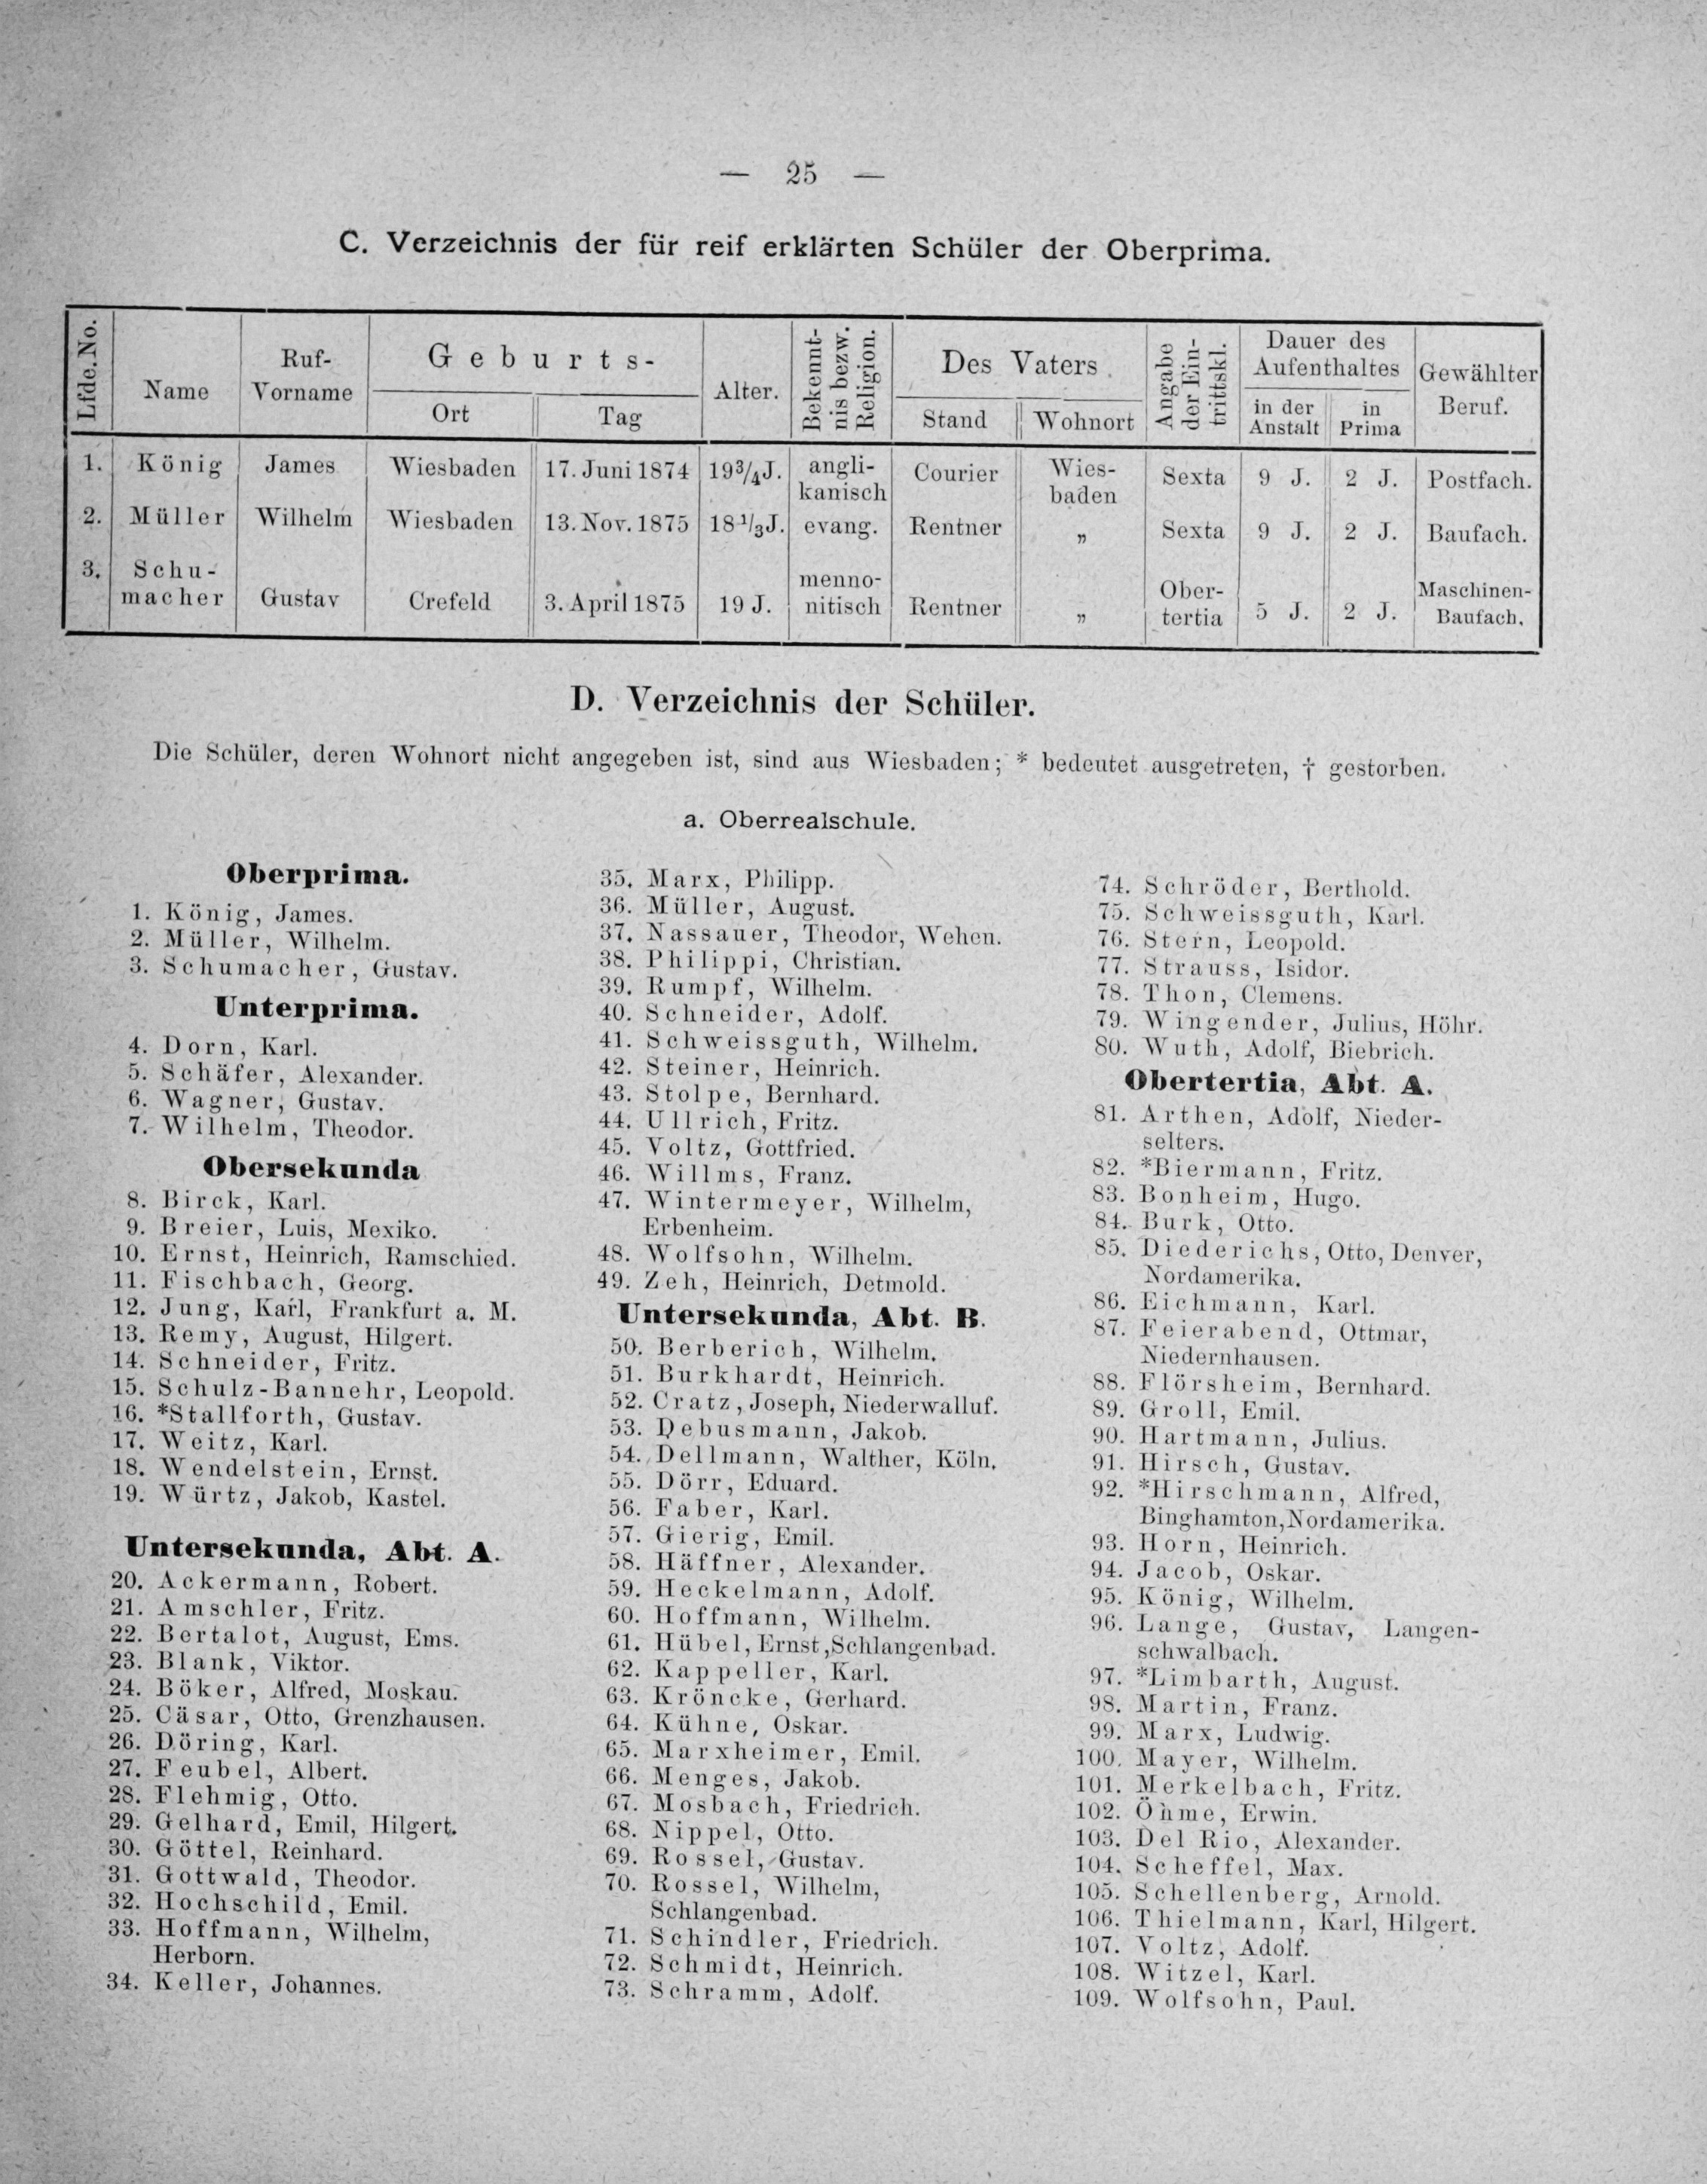 — 25 —
C. Verzeichnis der für reif erklärten Schüler der Oberprima.
Lfde. No.
Name
Ruf-
Vorname
Geburts-
Ort
Tag
Alter.
Bekennt-
nis bezw.
Religion.
Des Vaters
Stand
Wohnort
Angabe
der Ein-
trittskl.
Dauer des
Aufenthaltes
in der
Anstalt
in
Prima
Gewählter
Beruf.
1. König James Wiesbaden 17. Juni 1874 19¾J. angli-
kanisch Courier Wies-
baden Sexta 9 J. 2 J. Postfach.
2. Müller Wilhelm Wiesbaden 13. Nov. 1875 18⅓J. evang. Rentner „ Sexta 9 J. 2 J. Baufach.
3. Schu-
macher Gustav Crefeld 3. April 1875 19 J. menno-
nitisch Rentner „ Ober-
tertia 5 J. 2 J. Maschinen-
Baufach.
D. Verzeichnis der Schüler.
Die Schüler, deren Wohnort nicht angegeben ist, sind aus Wiesbaden; * bedeutet ausgetreten, † gestorben.
a. Oberrealschule.
Oberprima.
1. König, James.
2. Müller, Wilhelm.
3. Schumacher, Gustav.
Unterprima.
4. Dorn, Karl.
5. Schäfer, Alexander.
6. Wagner, Gustav.
7. Wilhelm, Theodor.
Obersekunda
8. Birck, Karl.
9. Breier, Luis, Mexiko.
10. Ernst, Heinrich, Ramschied.
11. Fischbach, Georg.
12. Jung, Karl, Frankfurt a. M.
13. Remy, August, Hilgert.
14. Schneider, Fritz.
15. Schulz-Bannehr, Leopold.
16. *Stallforth, Gustav.
17. Weitz, Karl.
18. Wendelstein, Ernst.
19. Würtz, Jakob, Kastel.
Untersekunda, Abt. A.
20. Ackermann, Robert.
21. Amschler, Fritz.
22. Bertalot, August, Ems.
23. Blank, Viktor.
24. Böker, Alfred, Moskau.
25. Cäsar, Otto, Grenzhausen.
26. Döring, Karl.
27. Feubel, Albert.
28. Flehmig, Otto.
29. Gelhard, Emil, Hilgert.
30. Göttel, Reinhard.
31. Gottwald, Theodor.
32. Hochschild, Emil.
33. Hoffmann, Wilhelm,
Herborn.
34. Keller, Johannes.
35. Marx, Philipp.
36. Müller, August.
37. Nassauer, Theodor, Wehen.
38. Philippi, Christian.
39. Rumpf, Wilhelm.
40. Schneider, Adolf.
41. Schweissguth, Wilhelm.
42. Steiner, Heinrich.
43. Stolpe, Bernhard.
44. Ullrich, Fritz.
45. Voltz, Gottfried.
46. Willms, Franz.
47. Wintermeyer, Wilhelm,
Erbenheim.
48. Wolfsohn, Wilhelm.
49. Zeh, Heinrich, Detmold.
Untersekunda, Abt. B.
50. Berberich, Wilhelm.
51. Burkhardt, Heinrich.
52. Cratz, Joseph, Niederwalluf.
53. Debusmann, Jakob.
54. Dellmann, Walther, Köln.
55. Dörr, Eduard.
56. Faber, Karl.
57. Gierig, Emil.
58. Häffner, Alexander.
59. Heckelmann, Adolf.
60. Hoffmann, Wilhelm.
61. Hübel, Ernst, Schlangenbad.
62. Kappeller, Karl.
63. Kröncke, Gerhard.
64. Kühne, Oskar.
65. Marxheimer, Emil.
66. Menges, Jakob.
67. Mosbach, Friedrich.
68. Nippel, Otto.
69. Rossel, Gustav.
70. Rossel, Wilhelm,
Schlangenbad.
71. Schindler, Friedrich.
72. Schmidt, Heinrich.
73. Schramm, Adolf.
74. Schröder, Berthold.
75. Schweissguth, Karl.
76. Stern, Leopold.
77. Strauss, Isidor.
78. Thon, Clemens.
79. Wingender, Julius, Höhr.
80. Wuth, Adolf, Biebrich.
Obertertia, Abt. A.
81. Arthen, Adolf, Nieder-
selters.
82. *Biermann, Fritz.
83. Bonheim, Hugo.
84. Burk, Otto.
85. Diederichs, Otto, Denver,
Nordamerika.
86. Eichmann, Karl.
87. Feierabend, Ottmar,
Niedernhausen.
88. Flörsheim, Bernhard.
89. Groll, Emil.
90. Hartmann, Julius.
91. Hirsch, Gustav.
92. *Hirschmann, Alfred,
Binghamton, Nordamerika.
93. Horn, Heinrich.
94. Jacob, Oskar.
95. König, Wilhelm.
96. Lange, Gustav, Langen-
schwalbach.
97. *Limbarth, August.
98. Martin, Franz.
99. Marx, Ludwig.
100. Mayer, Wilhelm.
101. Merkelbach, Fritz.
102. Öhme, Erwin.
103. Del Rio, Alexander.
104. Scheffel, Max.
105. Schellenberg, Arnold.
106. Thielmann, Karl, Hilgert.
107. Voltz, Adolf.
108. Witzel, Karl.
109. Wolfsohn, Paul.